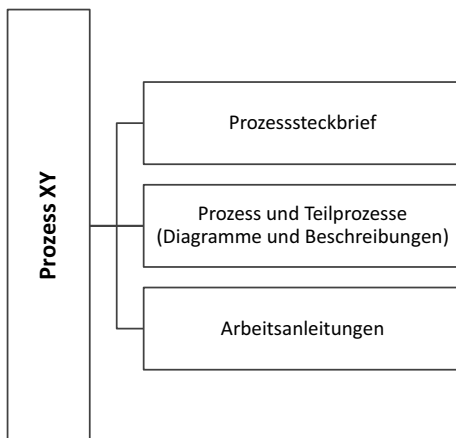 Prozess XY
Prozesssteckbrief
Prozess und Teilprozesse
(Diagramme und Beschreibungen)
Arbeitsanleitungen